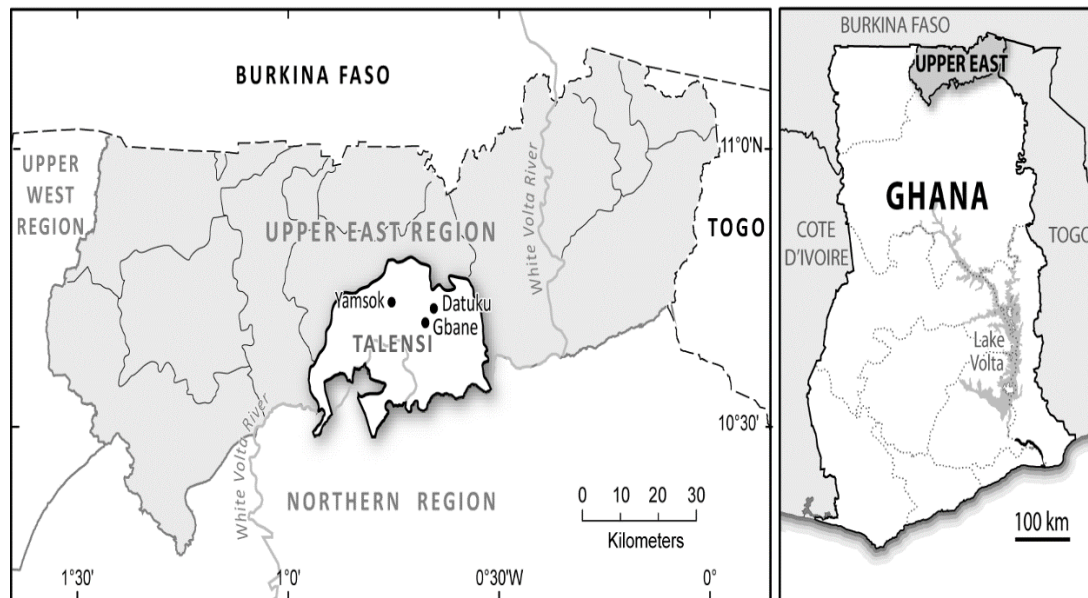 BURKINA FASO
UPPER
WEST
REGION
11°0'N
White Volta River
UPPER EAST REGION
TOGO
Yamsok
Datuku
Gbane
TALENSI
10°30'
White Volta River
NORTHERN REGION
0 10 20 30
Kilometers
1°30' 1°0' 0°30'W 0°
BURKINA FASO
UPPER EAST
GHANA
COTE
D'IVOIRE
TOGO
Lake
Volta
100 km